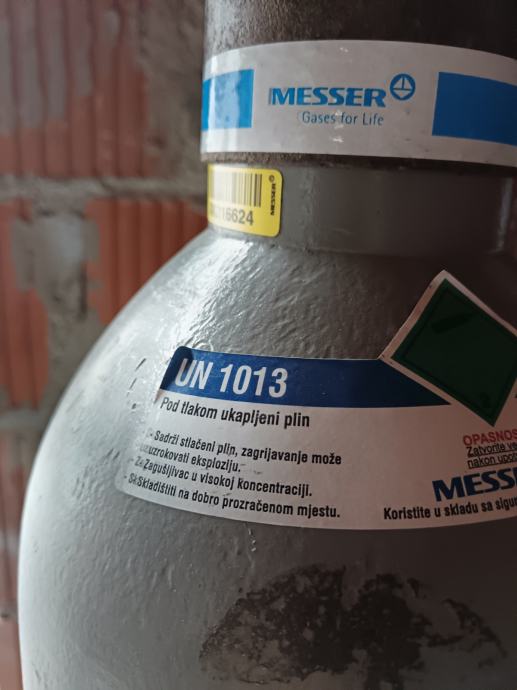 MESSER
Gases for Life
MESSER
16624
UN 1013
Pod tlakom ukapljeni plin
- Sadrži stlačeni plin, zagrijavanje može
uzrokovati eksploziju.
- Zagušljivac u visokoj koncentraciji.
- Skladištiti na dobro prozračenom mjestu.
OPASNOS
Zatvorite ve
nakon upo
MESS
Koristite u skladu sa sigur